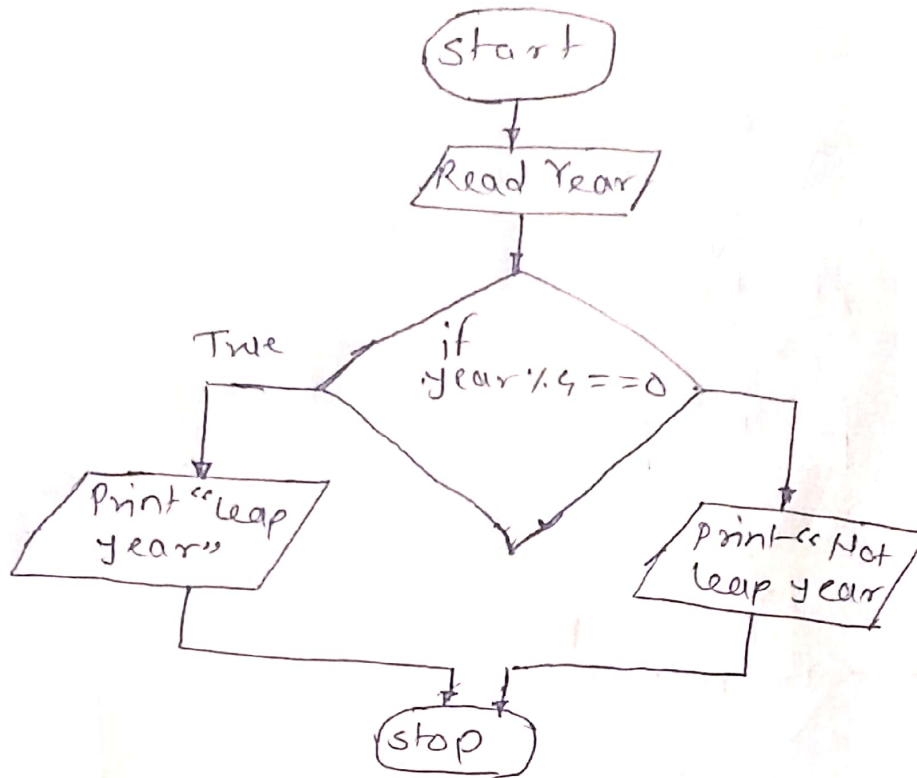 start
Read Year
True
if
year % 4 == 0
Print "leap
year"
Print "Not
leap year
stop